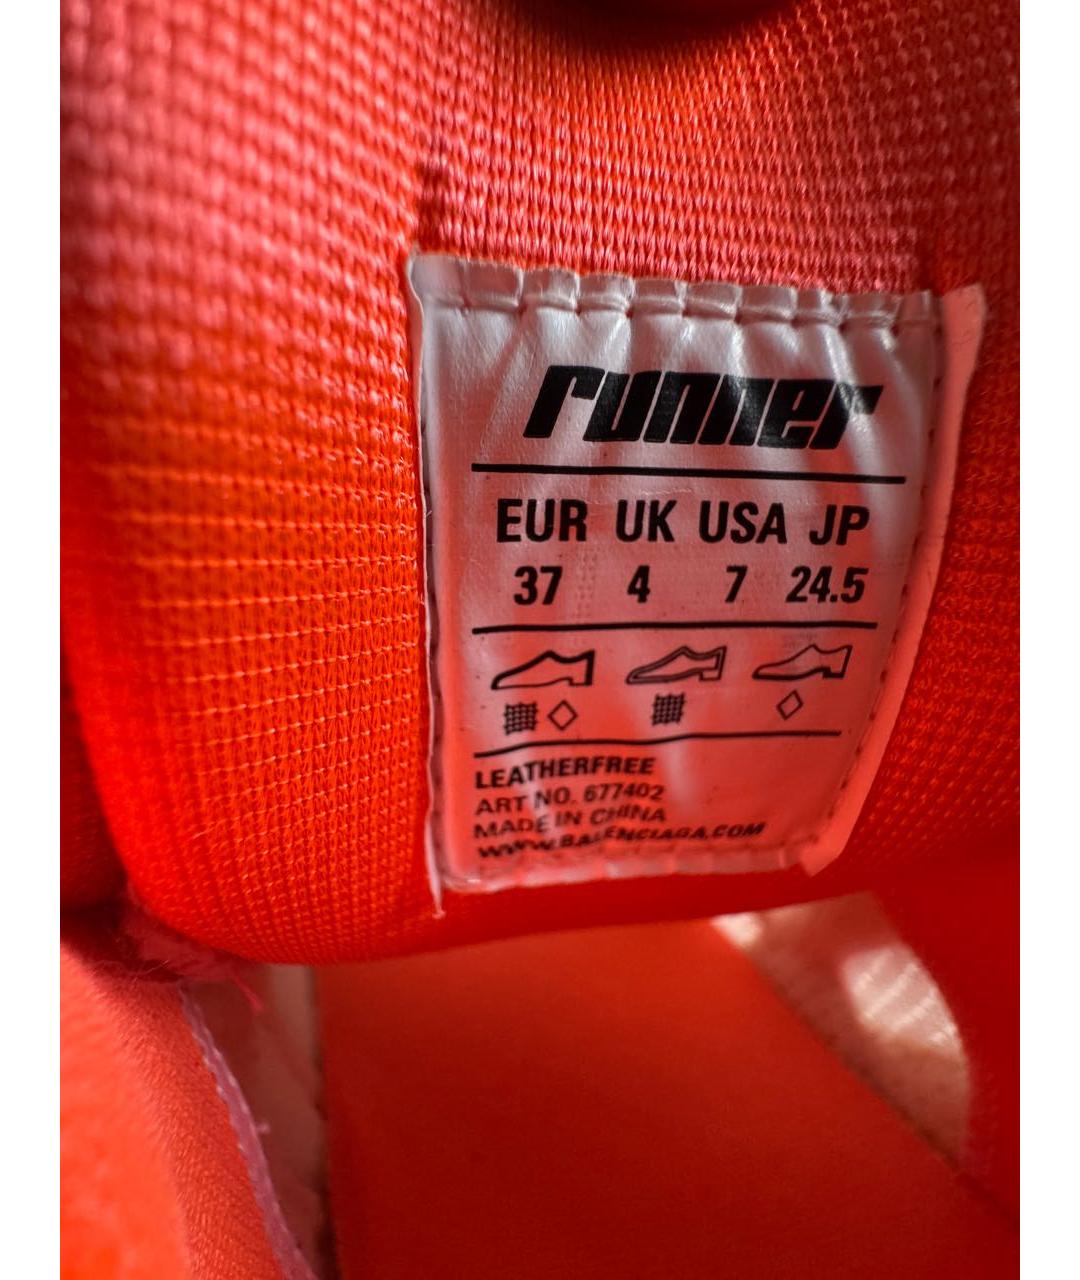 runner
EUR UK USA JP
37 4 7 24.5
LEATHERFREE
ART NO. 677402
MADE IN CHINA
WWW.BALENCIAGA.COM